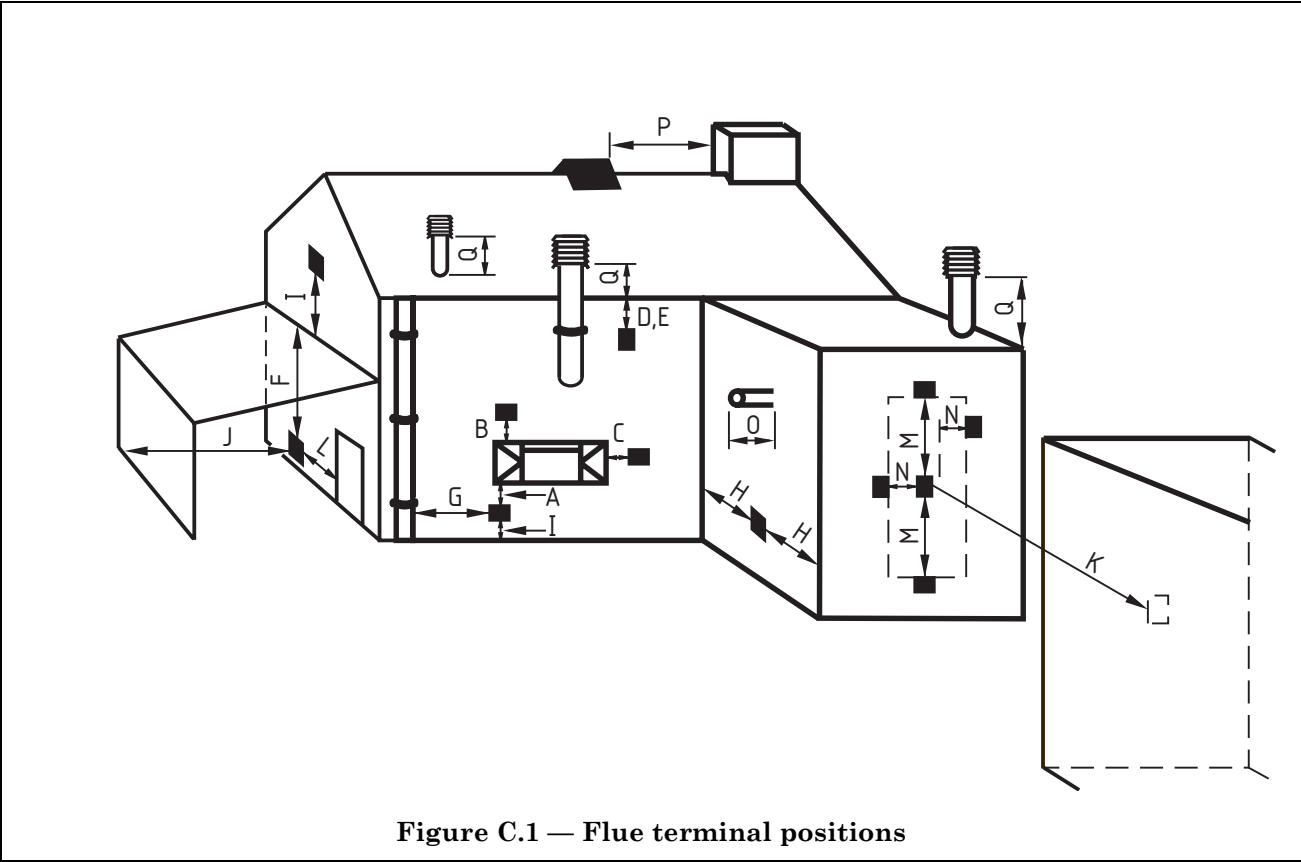 P
Q
Q
Q
I
D,E
F
B
C
O
N
M
J
L
N
G
A
H
I
H
M
K
Figure C.1 — Flue terminal positions